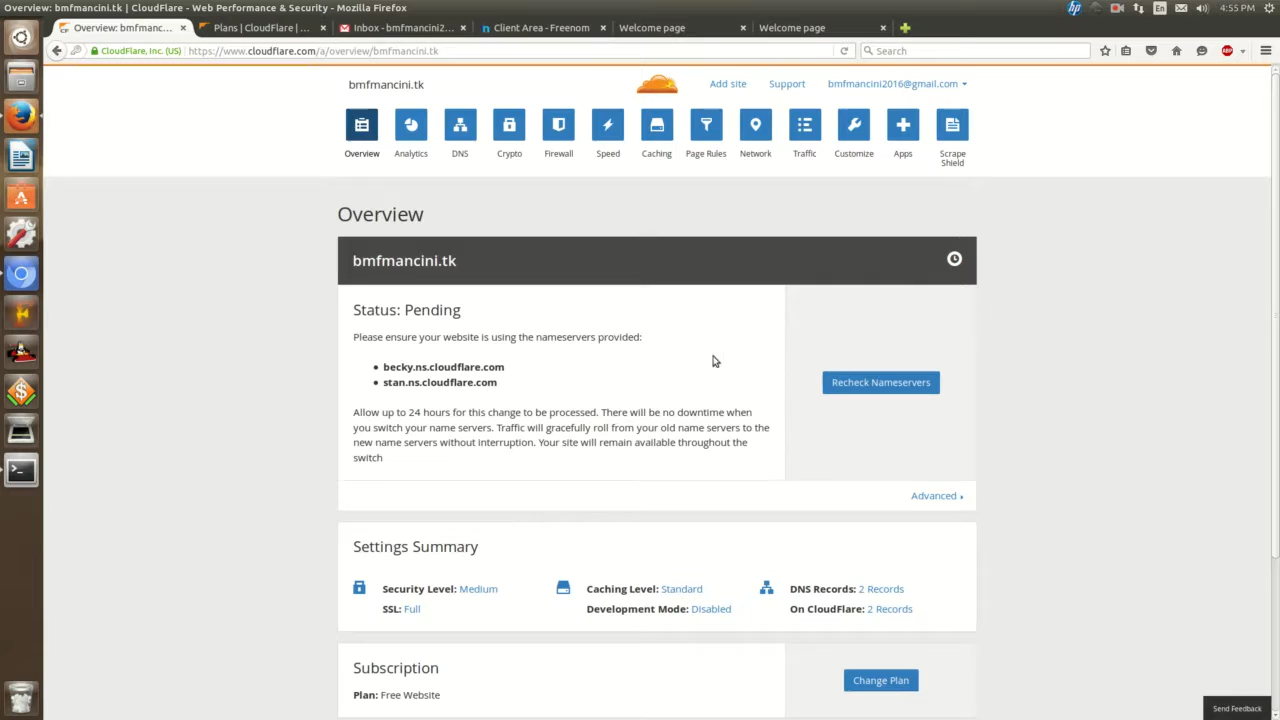 Overview: bmfmancini.tk | CloudFlare - Web Performance & Security - Mozilla Firefox
En
4:55 PM
Overview: bmfmanc...
Plans | CloudFlare | ...
Inbox - bmfmancini2...
Client Area - Freenom
Welcome page
Welcome page
CloudFlare, Inc. (US)
https://www.cloudflare.com/a/overview/bmfmancini.tk
Search
ABP
bmfmancini.tk
Add site
Support
bmfmancini2016@gmail.com
Overview
Analytics
DNS
Crypto
Firewall
Speed
Caching
Page Rules
Network
Traffic
Customize
Apps
Scrape
Shield
Overview
bmfmancini.tk
Status: Pending
Please ensure your website is using the nameservers provided:
becky.ns.cloudflare.com
stan.ns.cloudflare.com
Recheck Nameservers
Allow up to 24 hours for this change to be processed. There will be no downtime when
you switch your name servers. Traffic will gracefully roll from your old name servers to the
new name servers without interruption. Your site will remain available throughout the
switch
Advanced
Settings Summary
Security Level: Medium
SSL: Full
Caching Level: Standard
Development Mode: Disabled
DNS Records: 2 Records
On CloudFlare: 2 Records
Subscription
Plan: Free Website
Change Plan
Send Feedback